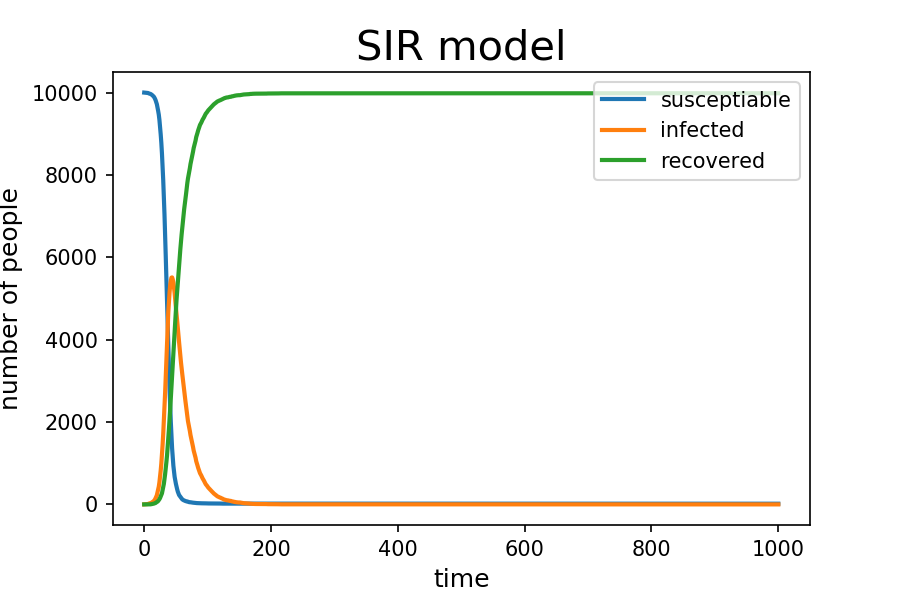 SIR model
number of people
10000
8000
6000
4000
2000
0
susceptiable
infected
recovered
0 200 400 600 800 1000
time